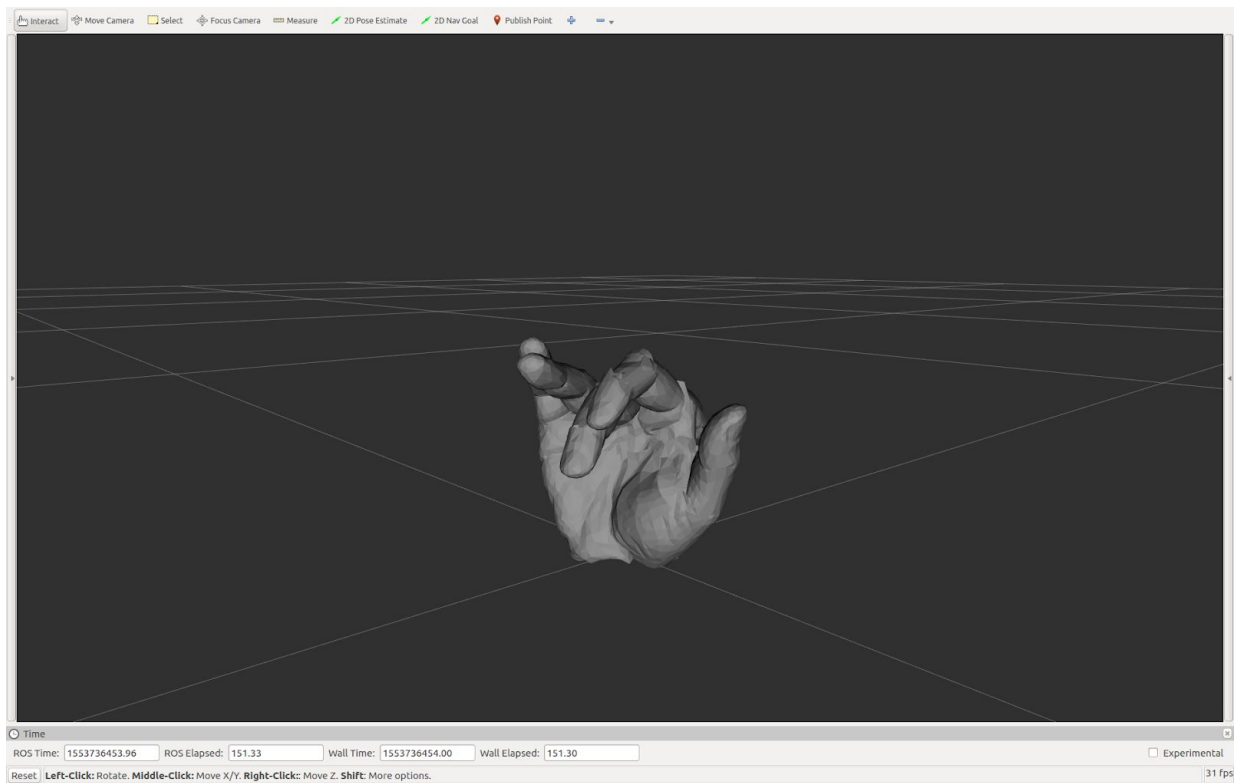 Interact Move Camera Select Focus Camera Measure 2D Pose Estimate 2D Nav Goal Publish Point
Time
ROS Time: 1553736453.96 ROS Elapsed: 151.33 Wall Time: 1553736454.00 Wall Elapsed: 151.30 Experimental
Reset Left-Click: Rotate. Middle-Click: Move X/Y. Right-Click:: Move Z. Shift: More options. 31 fps